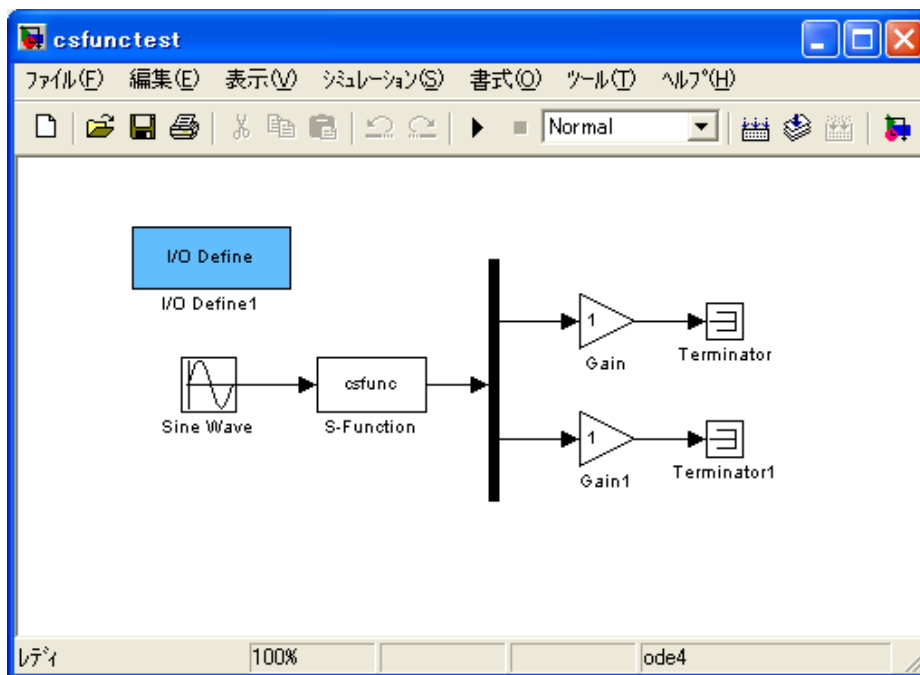 csfunctest
ファイル(F) 編集(E) 表示(V) シミュレーション(S) 書式(O) ツール(T) ヘルプ(H)
Normal
I/O Define
I/O Define1
1
Gain
Terminator
csfunc
Sine Wave
S-Function
1
Gain1
Terminator1
レディ 100% ode4